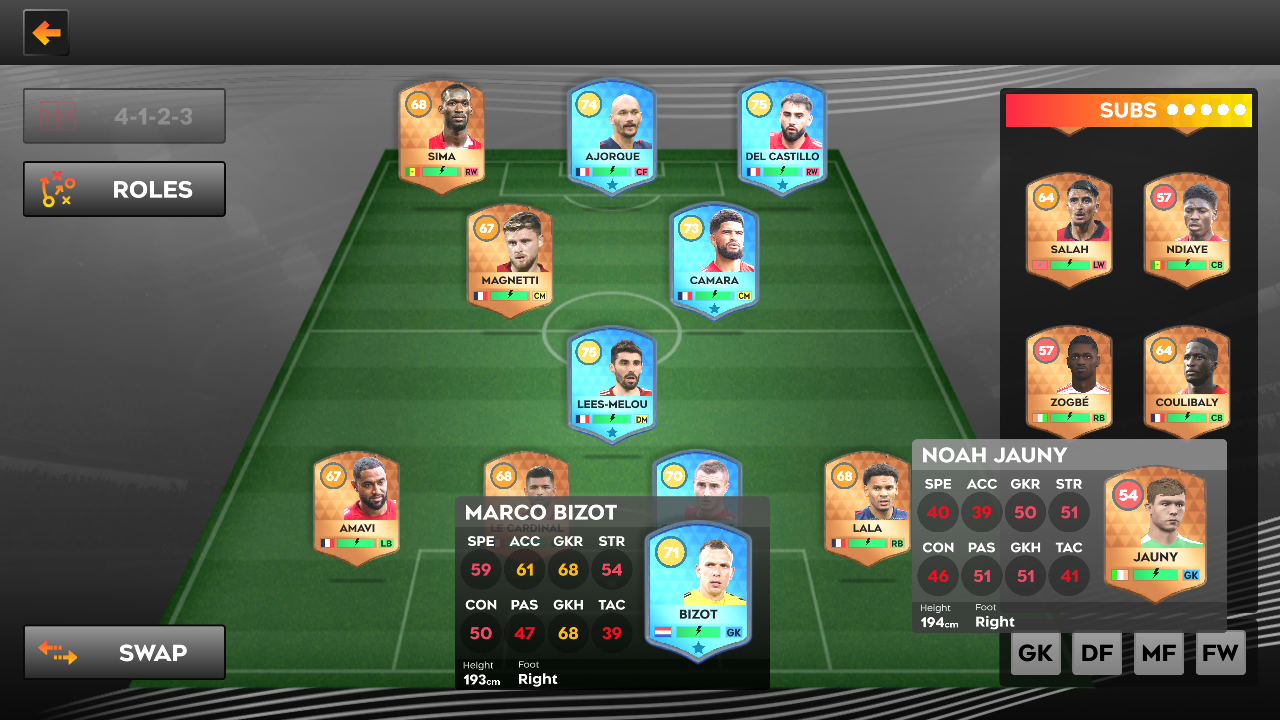 4-1-2-3
ROLES
SWAP
68
SIMA
RW
74
AJORQUE
CF
75
DEL CASTILLO
RW
67
MAGNETTI
CM
73
CAMARA
CM
75
LEES-MELOU
DM
67
AMAVI
LB
68
LE CARDINAL
70
68
LALA
RB
MARCO BIZOT
SPE ACC GKR STR
59 61 68 54
CON PAS GKH TAC
50 47 68 39
Height Foot
193cm Right
71
BIZOT
GK
SUBS
64
SALAH
LW
57
NDIAYE
CB
57
ZOGBÉ
RB
64
COULIBALY
CB
NOAH JAUNY
SPE ACC GKR STR
40 39 50 51
CON PAS GKH TAC
46 51 51 41
Height Foot
194cm Right
54
JAUNY
GK
GK DF MF FW